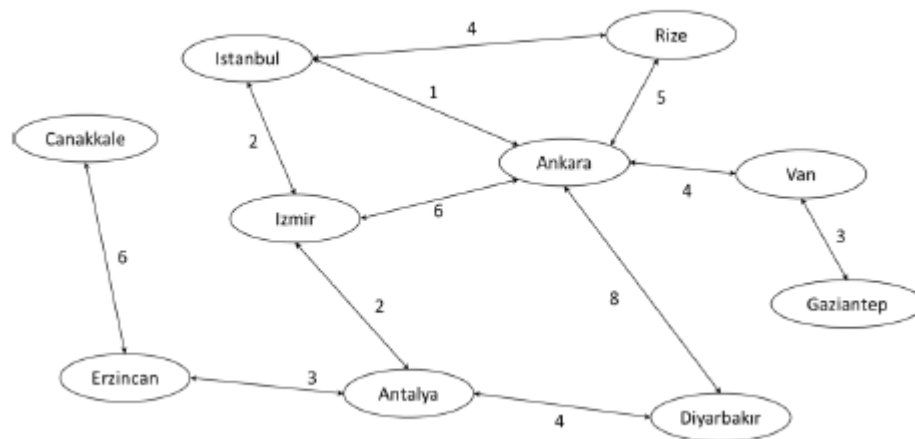 4
Rize
Istanbul
1
5
Canakkale
2
Ankara
Van
4
Izmir
6
3
6
8
Gaziantep
2
Erzincan
3
Antalya
4
Diyarbakır